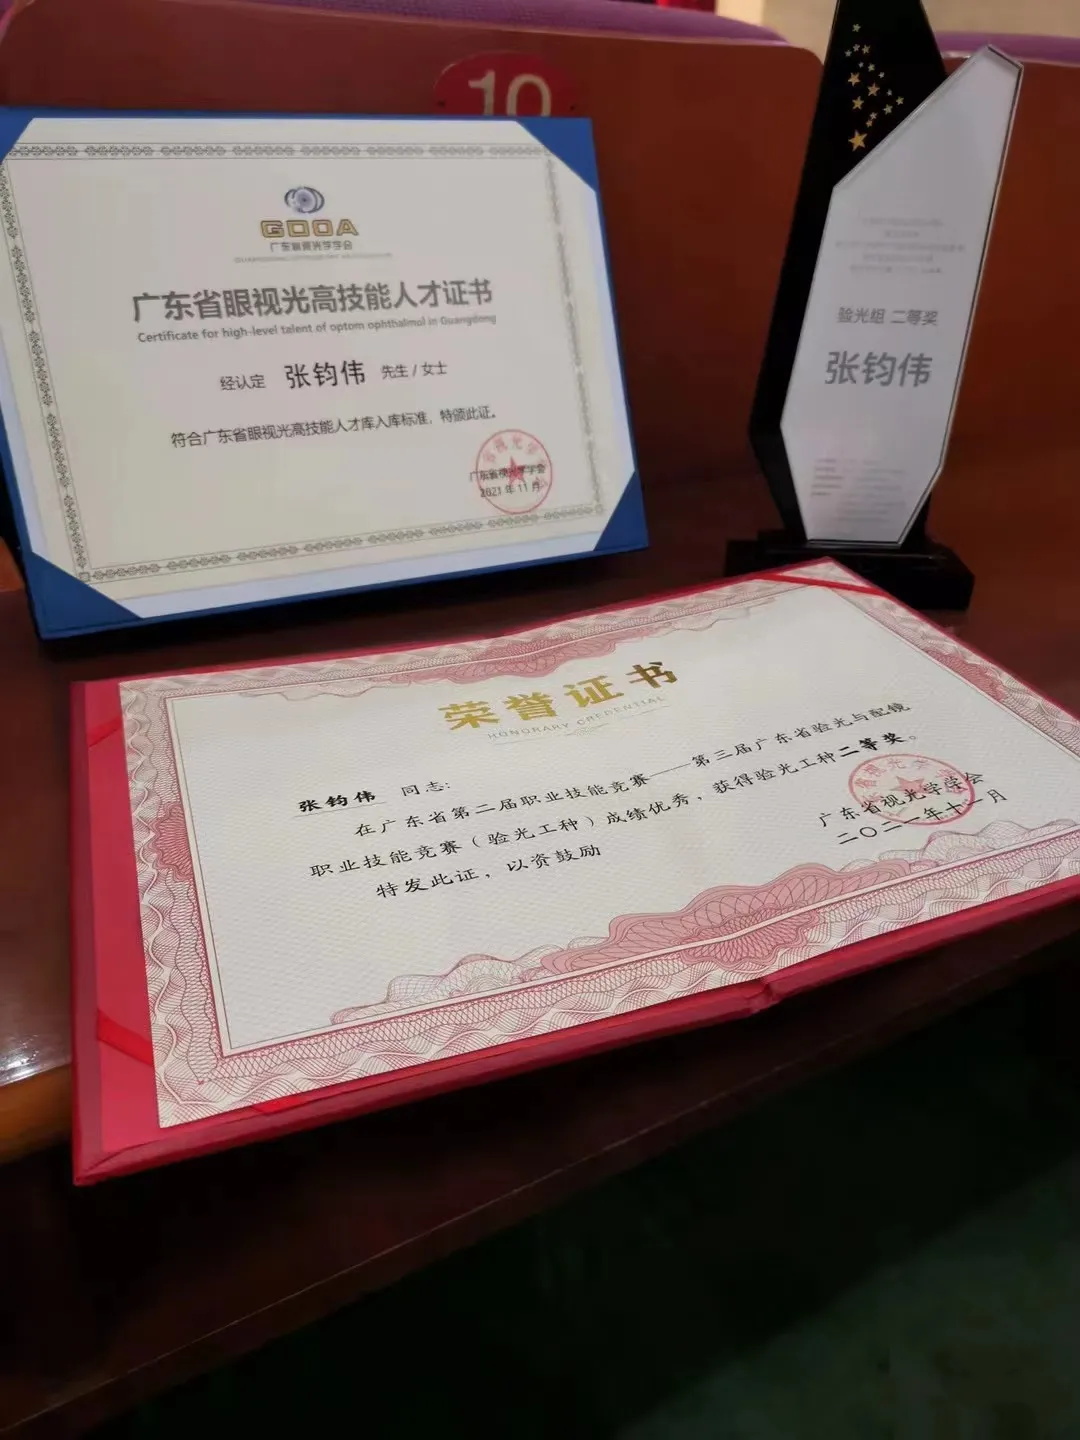 10
GOOA
广东省视光学学会
广东省眼视光高技能人才证书
Certificate for high-level talent of optom ophthalmol in Guangdong
经认定 张钧伟 先生/女士
符合广东省眼视光高技能人才库入库标准，特颁此证。
广东省视光学学会
2021年11月
验光组 二等奖
张钧伟
荣誉证书
HONORARY CREDENTIAL
张钧伟 同志：
在广东省第二届职业技能竞赛——第三届广东省验光与配镜
职业技能竞赛（验光工种）成绩优秀，获得验光工种二等奖。
特发此证，以资鼓励
广东省视光学学会
二〇二一年十一月